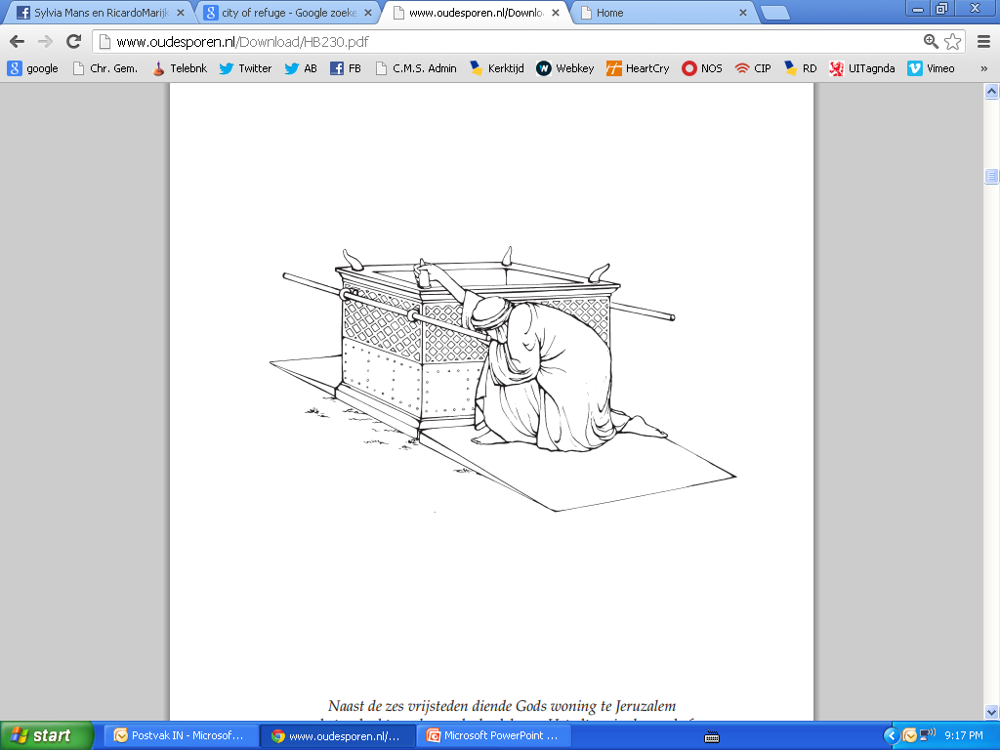 Sylvia Mans en RicardoMarijk
city of refuge - Google zoeke
www.oudesporen.nl/Downlo
Home
www.oudesporen.nl/Download/HB230.pdf
google
Chr. Gem.
Telebnk
Twitter
AB
FB
C.M.S. Admin
Kerktijd
Webkey
HeartCry
NOS
CIP
RD
UITagnda
Vimeo
»
Naast de zes vrijsteden diende Gods woning te Jeruzalem
start
Postvak IN - Microsof...
www.oudesporen.nl/...
Microsoft PowerPoint ...
9:17 PM